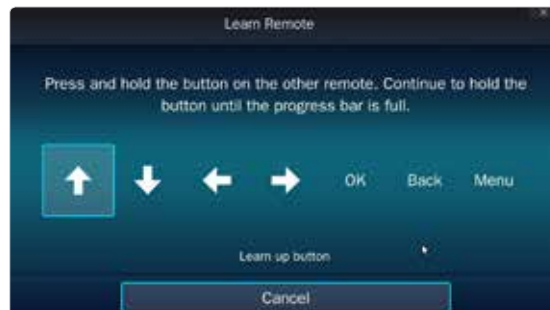 Learn Remote
Press and hold the button on the other remote. Continue to hold the
button until the progress bar is full.
OK Back Menu
Learn up button
Cancel